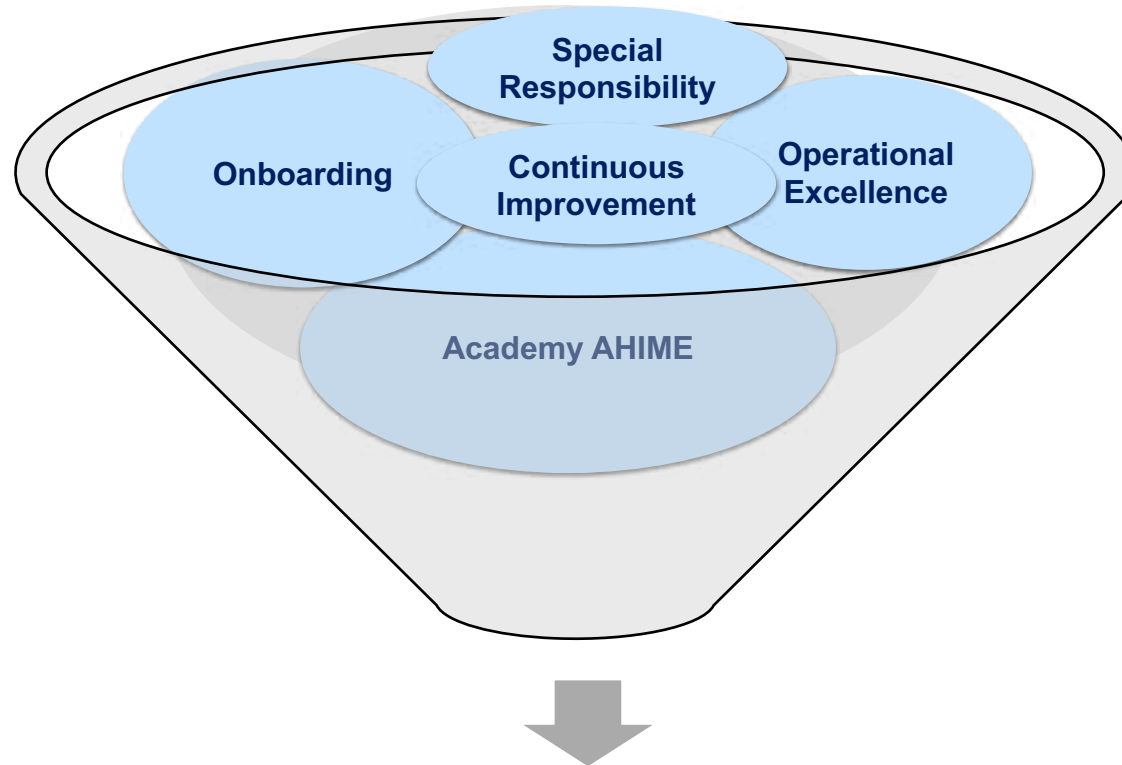 Special
Responsibility
Onboarding
Continuous
Improvement
Operational
Excellence
Academy AHIME